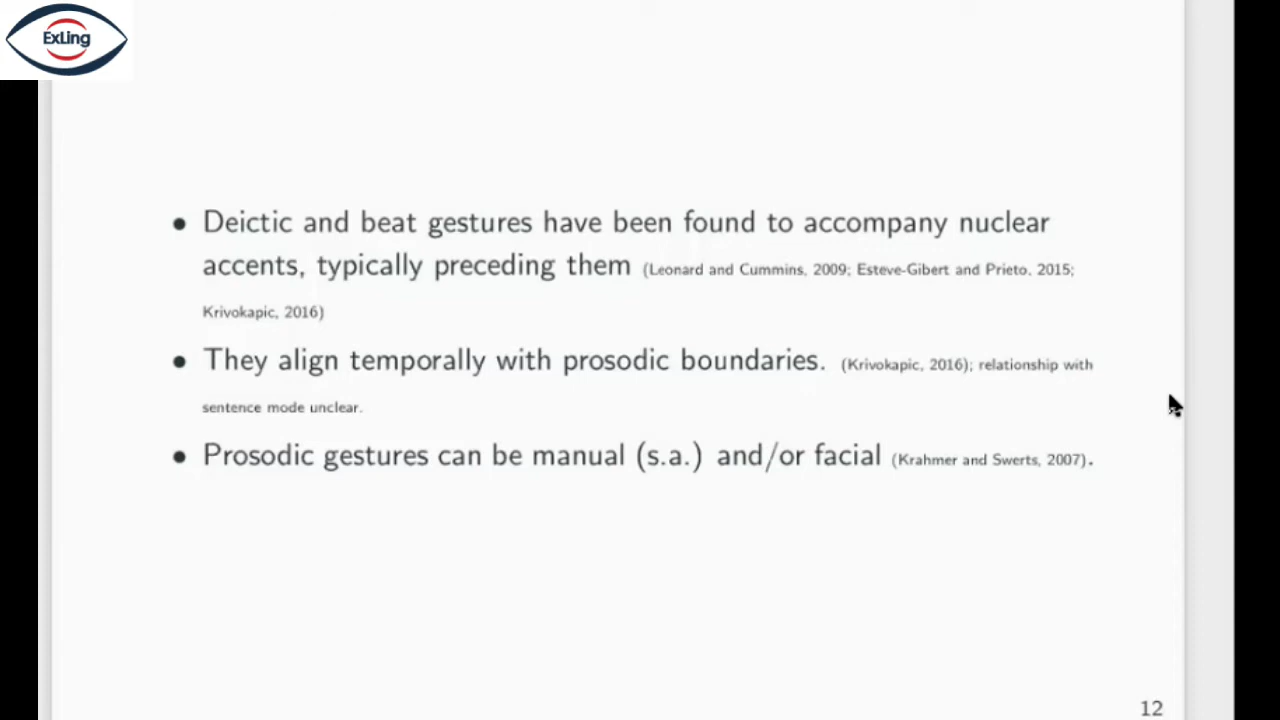 ExLing
• Deictic and beat gestures have been found to accompany nuclear
accents, typically preceding them (Leonard and Cummins, 2009; Esteve-Gibert and Prieto, 2015;
Krivokapic, 2016)
• They align temporally with prosodic boundaries. (Krivokapic, 2016); relationship with
sentence mode unclear.
• Prosodic gestures can be manual (s.a.) and/or facial (Krahmer and Swerts, 2007).
12